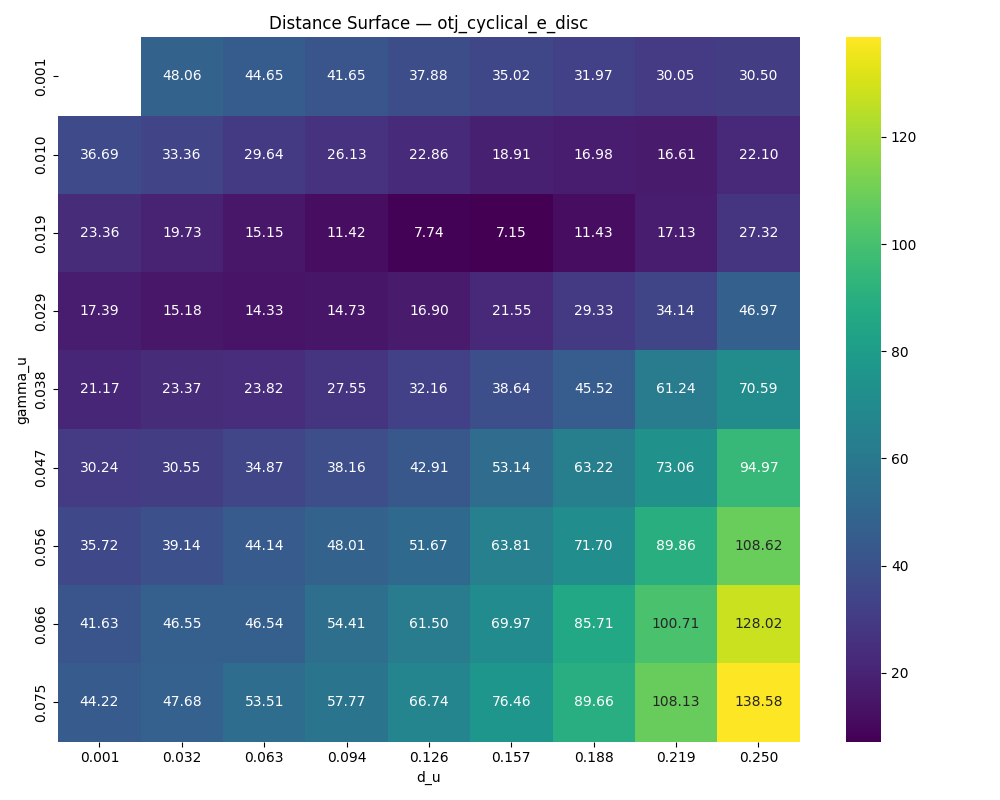 Distance Surface — otj_cyclical_e_disc
0.001 48.06 44.65 41.65 37.88 35.02 31.97 30.05 30.50
0.010 36.69 33.36 29.64 26.13 22.86 18.91 16.98 16.61 22.10
0.019 23.36 19.73 15.15 11.42 7.74 7.15 11.43 17.13 27.32
0.029 17.39 15.18 14.33 14.73 16.90 21.55 29.33 34.14 46.97
0.038 21.17 23.37 23.82 27.55 32.16 38.64 45.52 61.24 70.59
0.047 30.24 30.55 34.87 38.16 42.91 53.14 63.22 73.06 94.97
0.056 35.72 39.14 44.14 48.01 51.67 63.81 71.70 89.86 108.62
0.066 41.63 46.55 46.54 54.41 61.50 69.97 85.71 100.71 128.02
0.075 44.22 47.68 53.51 57.77 66.74 76.46 89.66 108.13 138.58
0.001 0.032 0.063 0.094 0.126 0.157 0.188 0.219 0.250
d_u
gamma_u
120
100
80
60
40
20